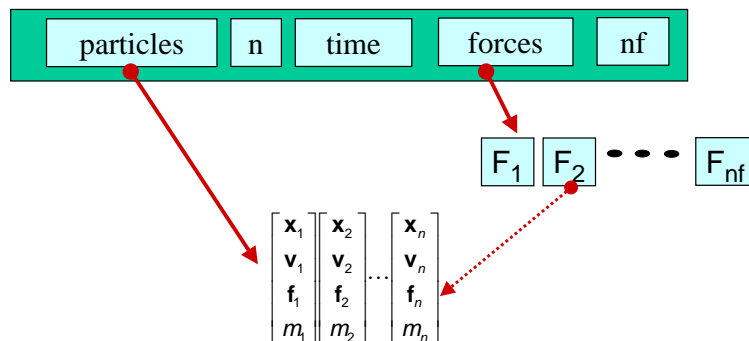 particles n time forces nf
F1 F2 • • • Fnf
x1 x2 xn
v1 v2 … vn
f1 f2 fn
m1 m2 mn